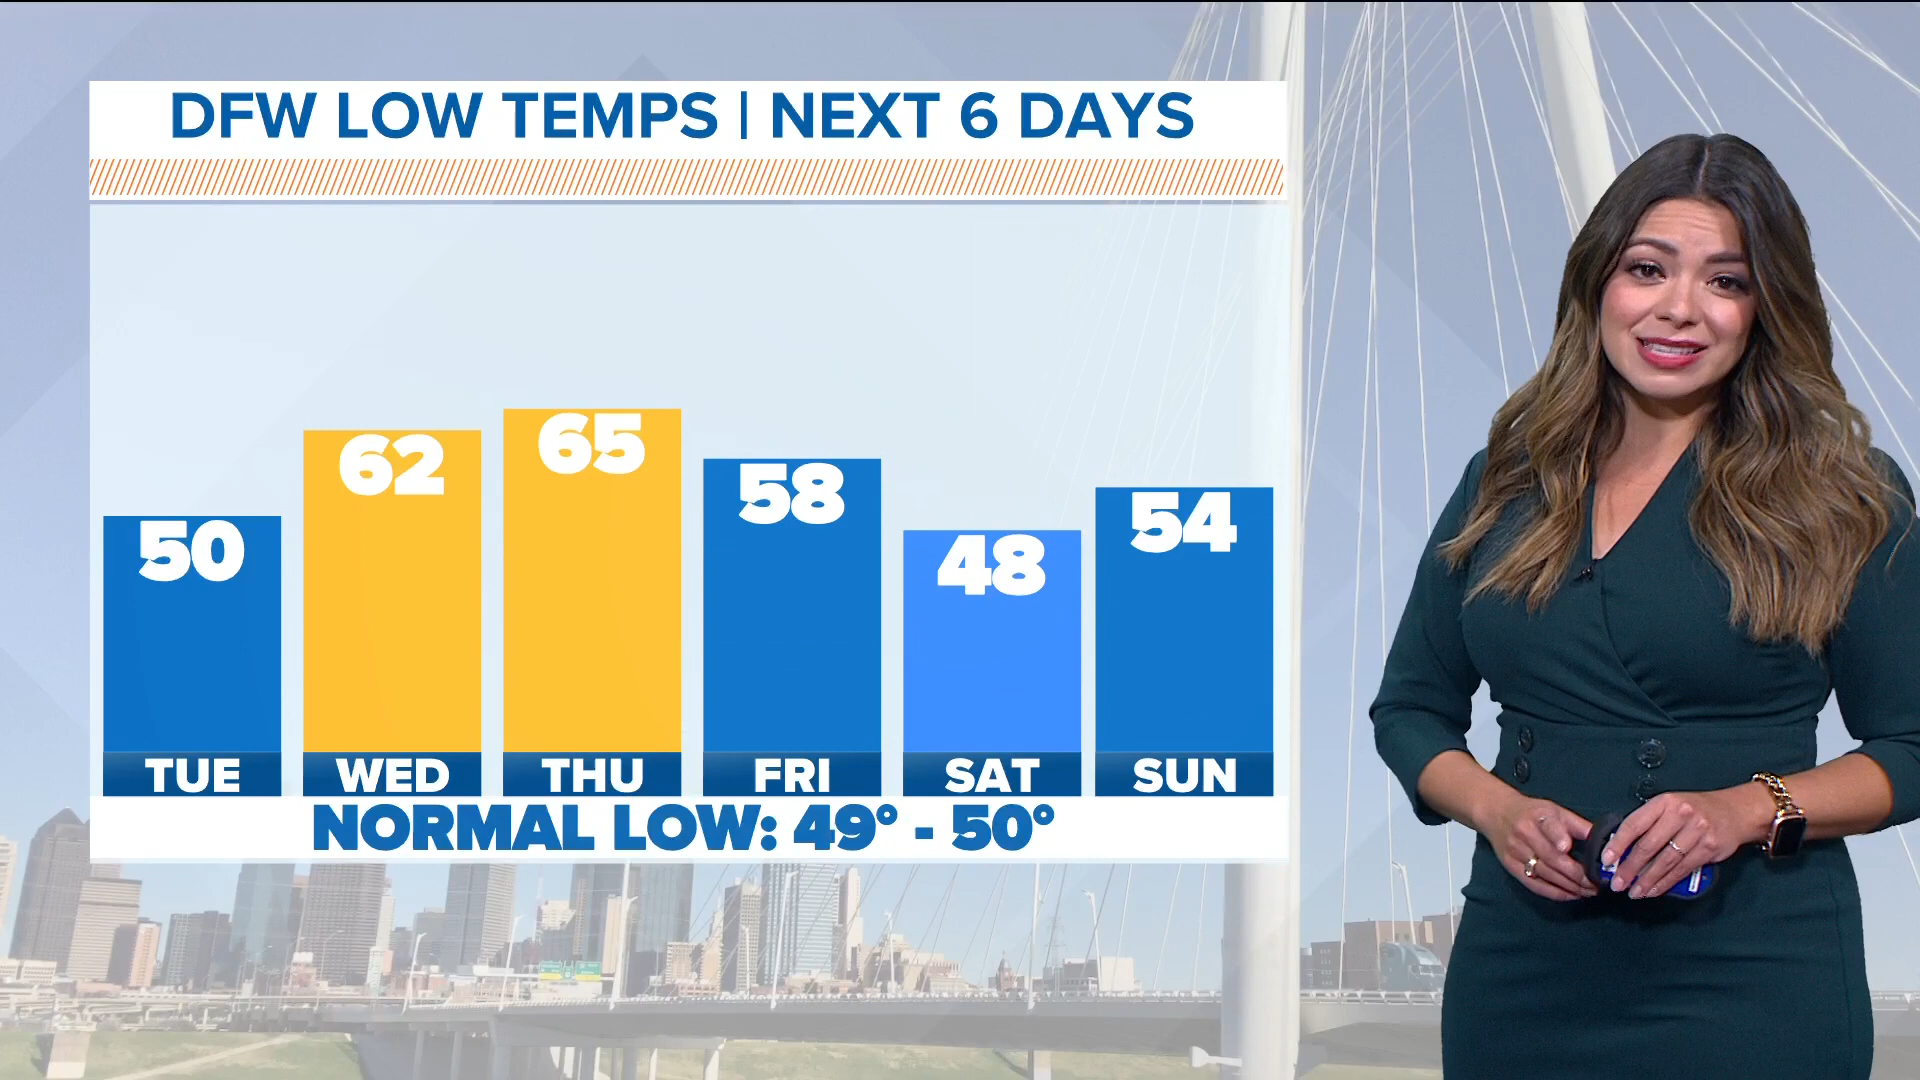 DFW LOW TEMPS | NEXT 6 DAYS
50 62 65 58 48 54
TUE WED THU FRI SAT SUN
NORMAL LOW: 49° - 50°